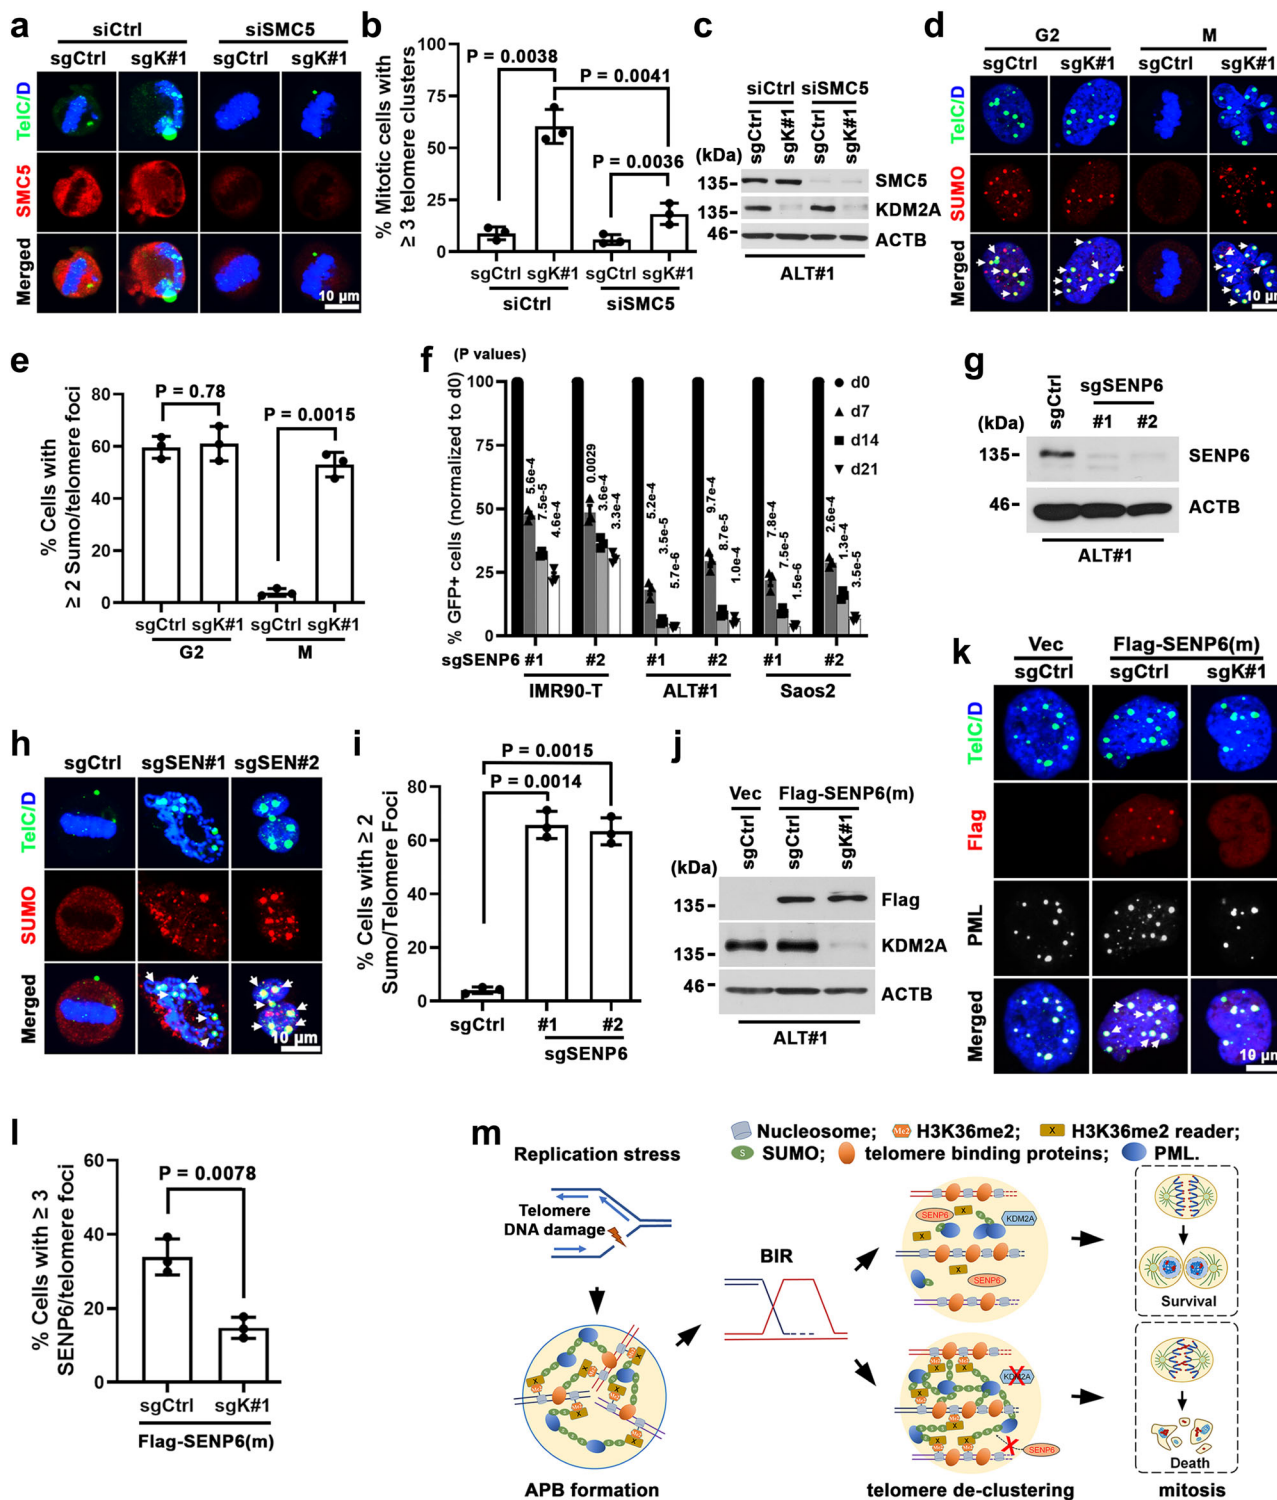 a
siCtrl siSMC5
sgCtrl sgK#1 sgCtrl sgK#1
TelC/D
SMC5
Merged
10 µm
b
% Mitotic cells with
≥ 3 telomere clusters
100
75
50
25
0
P = 0.0038
P = 0.0041
P = 0.0036
sgCtrl sgK#1 sgCtrl sgK#1
siCtrl siSMC5
c
siCtrl siSMC5
sgCtrl sgK#1 sgCtrl sgK#1
(kDa)
135 SMC5
135 KDM2A
46 ACTB
ALT#1
d
G2 M
sgCtrl sgK#1 sgCtrl sgK#1
TelC/D
SUMO
Merged
10 µm
e
% Cells with
≥ 2 Sumo/telomere foci
80
60
40
20
0
P = 0.78
P = 0.0015
sgCtrl sgK#1 sgCtrl sgK#1
G2 M
f
(P values)
% GFP+ cells (normalized to d0)
100
75
50
25
0
d0
d7
d14
d21
5.6e-4
7.5e-5
4.6e-4
0.0029
3.6e-4
3.3e-4
5.2e-4
3.5e-5
5.7e-6
9.7e-4
8.7e-5
1.0e-4
7.8e-4
7.5e-5
1.5e-6
2.6e-4
1.3e-4
3.5e-5
sgSENP6 #1 #2 #1 #2 #1 #2
IMR90-T ALT#1 Saos2
g
sgCtrl sgSENP6
(kDa) #1 #2
135 SENP6
46 ACTB
ALT#1
h
sgCtrl sgSEN#1 sgSEN#2
TelC/D
SUMO
Merged
10 µm
i
% Cells with ≥ 2
Sumo/Telomere Foci
80
60
40
20
0
P = 0.0015
P = 0.0014
sgCtrl #1 #2
sgSENP6
j
Vec Flag-SENP6(m)
sgCtrl sgCtrl sgK#1
(kDa)
135 Flag
135 KDM2A
46 ACTB
ALT#1
k
Vec Flag-SENP6(m)
sgCtrl sgCtrl sgK#1
TelC/D
Flag
PML
Merged
10 µm
l
% Cells with ≥ 3
SENP6/telomere foci
60
40
20
0
P = 0.0078
sgCtrl sgK#1
Flag-SENP6(m)
m
Nucleosome; Me2 H3K36me2; X H3K36me2 reader;
S SUMO; telomere binding proteins; PML.
Replication stress
Telomere
DNA damage
APB formation
BIR
SENP6
KDM2A
SENP6
KDM2A
SENP6
telomere de-clustering
Survival
Death
mitosis